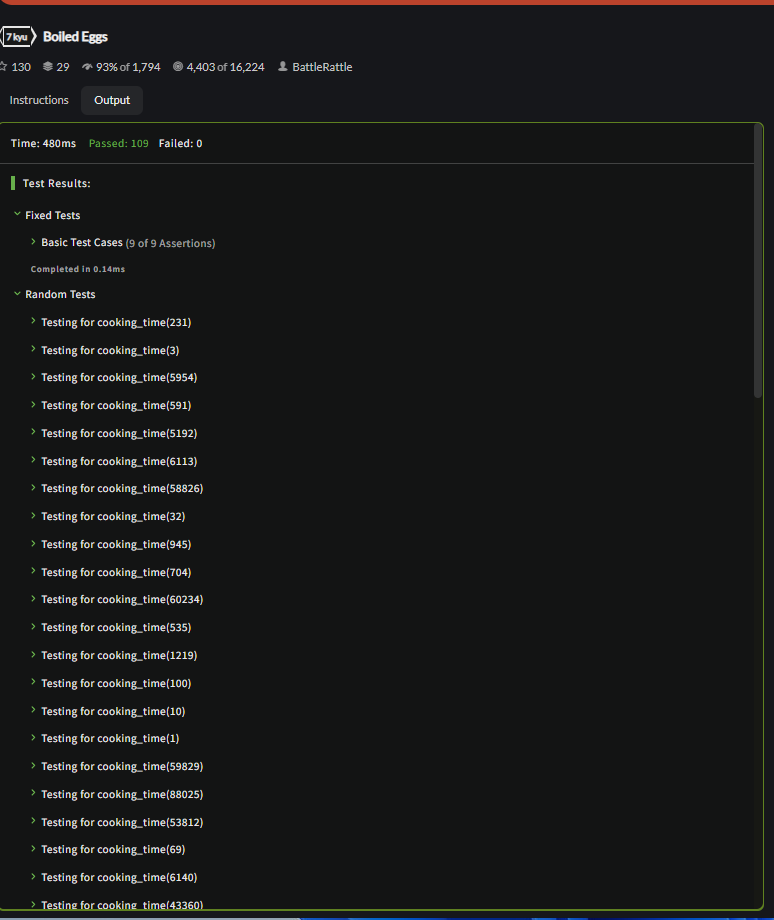 7 kyu Boiled Eggs
130 29 93% of 1,794 4,403 of 16,224 BattleRattle
Instructions Output
Time: 480ms Passed: 109 Failed: 0
Test Results:
Fixed Tests
Basic Test Cases (9 of 9 Assertions)
Completed in 0.14ms
Random Tests
Testing for cooking_time(231)
Testing for cooking_time(3)
Testing for cooking_time(5954)
Testing for cooking_time(591)
Testing for cooking_time(5192)
Testing for cooking_time(6113)
Testing for cooking_time(58826)
Testing for cooking_time(32)
Testing for cooking_time(945)
Testing for cooking_time(704)
Testing for cooking_time(60234)
Testing for cooking_time(535)
Testing for cooking_time(1219)
Testing for cooking_time(100)
Testing for cooking_time(10)
Testing for cooking_time(1)
Testing for cooking_time(59829)
Testing for cooking_time(88025)
Testing for cooking_time(53812)
Testing for cooking_time(69)
Testing for cooking_time(6140)
Testing for cooking_time(43360)